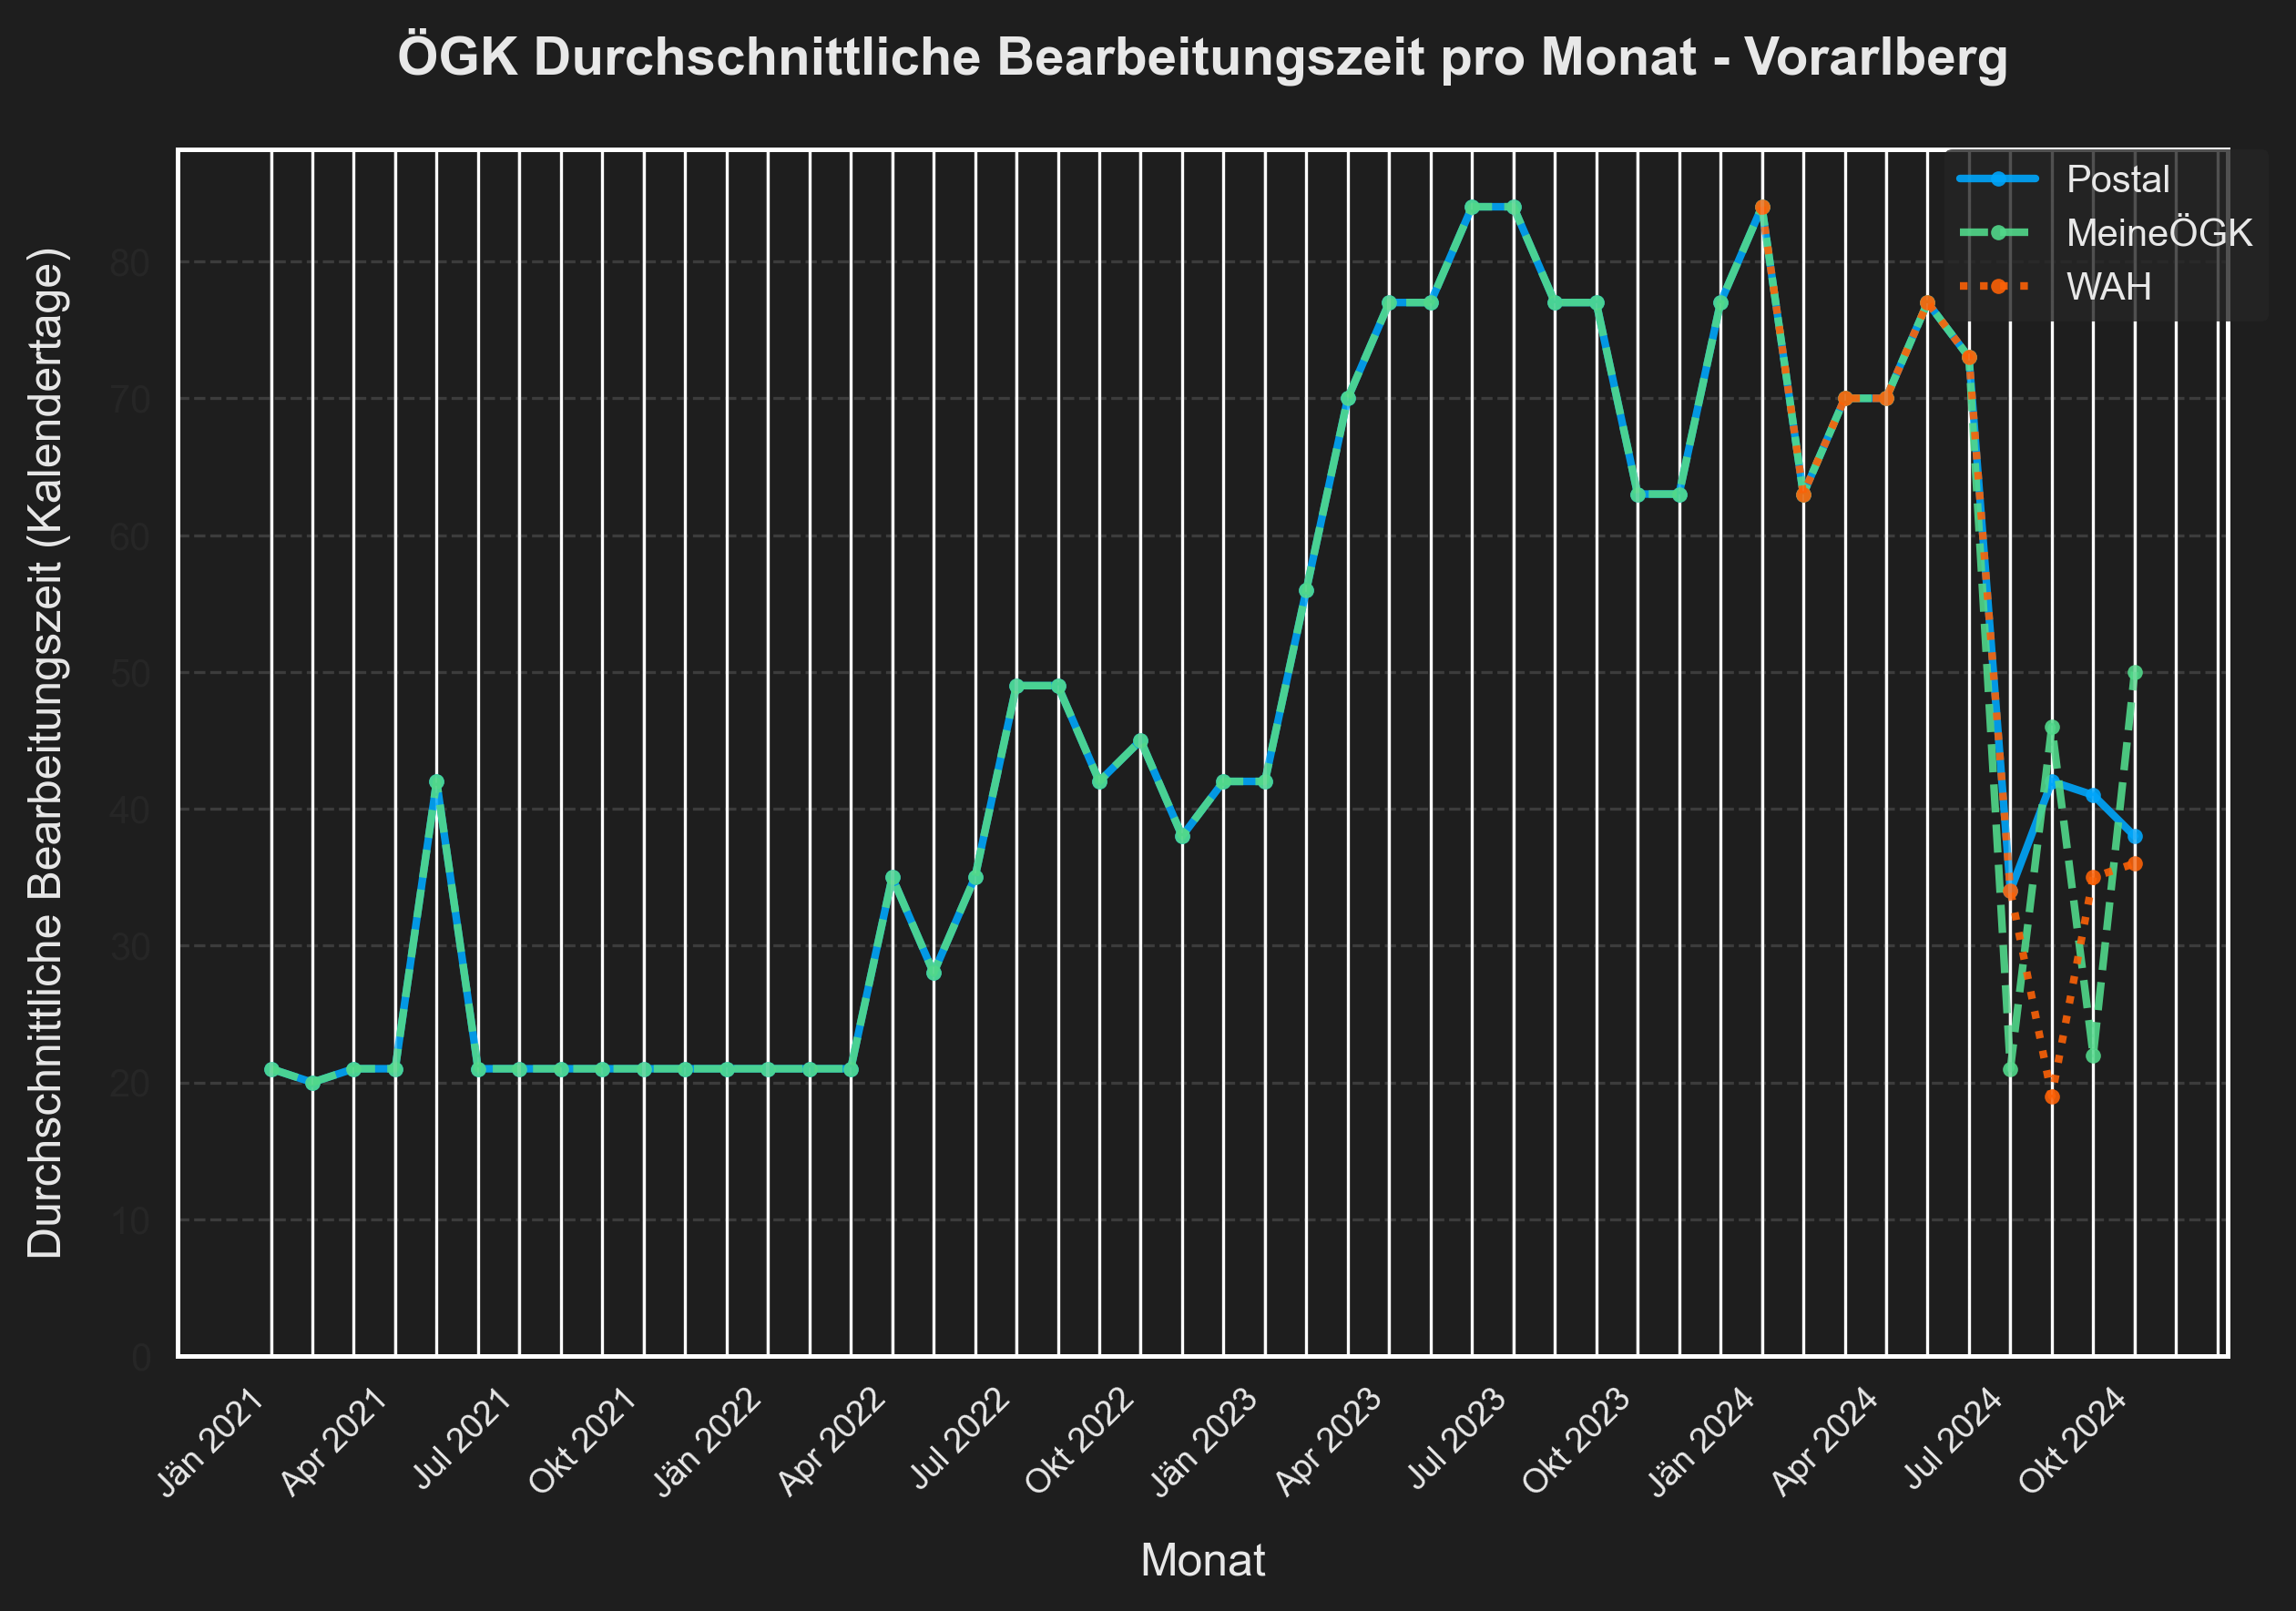 ÖGK Durchschnittliche Bearbeitungszeit pro Monat - Vorarlberg
Postal
MeineÖGK
WAH
Durchschnittliche Bearbeitungszeit (Kalendertage)
80
70
60
50
40
30
20
10
0
Jän 2021
Apr 2021
Jul 2021
Okt 2021
Jän 2022
Apr 2022
Jul 2022
Okt 2022
Jän 2023
Apr 2023
Jul 2023
Okt 2023
Jän 2024
Apr 2024
Jul 2024
Okt 2024
Monat